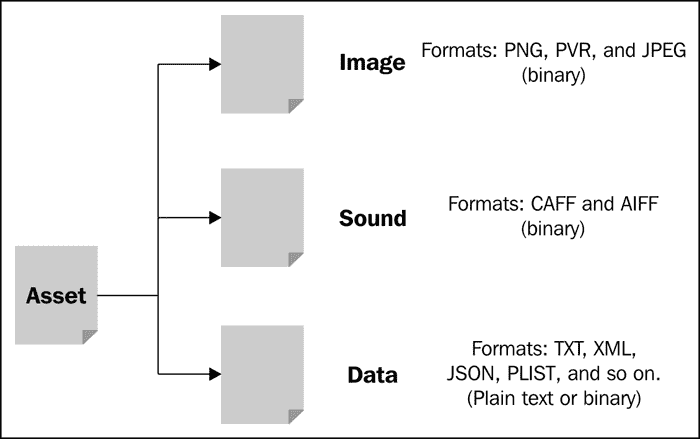 Image
Formats: PNG, PVR, and JPEG
(binary)
Sound
Formats: CAFF and AIFF
(binary)
Asset
Data
Formats: TXT, XML,
JSON, PLIST, and so on.
(Plain text or binary)